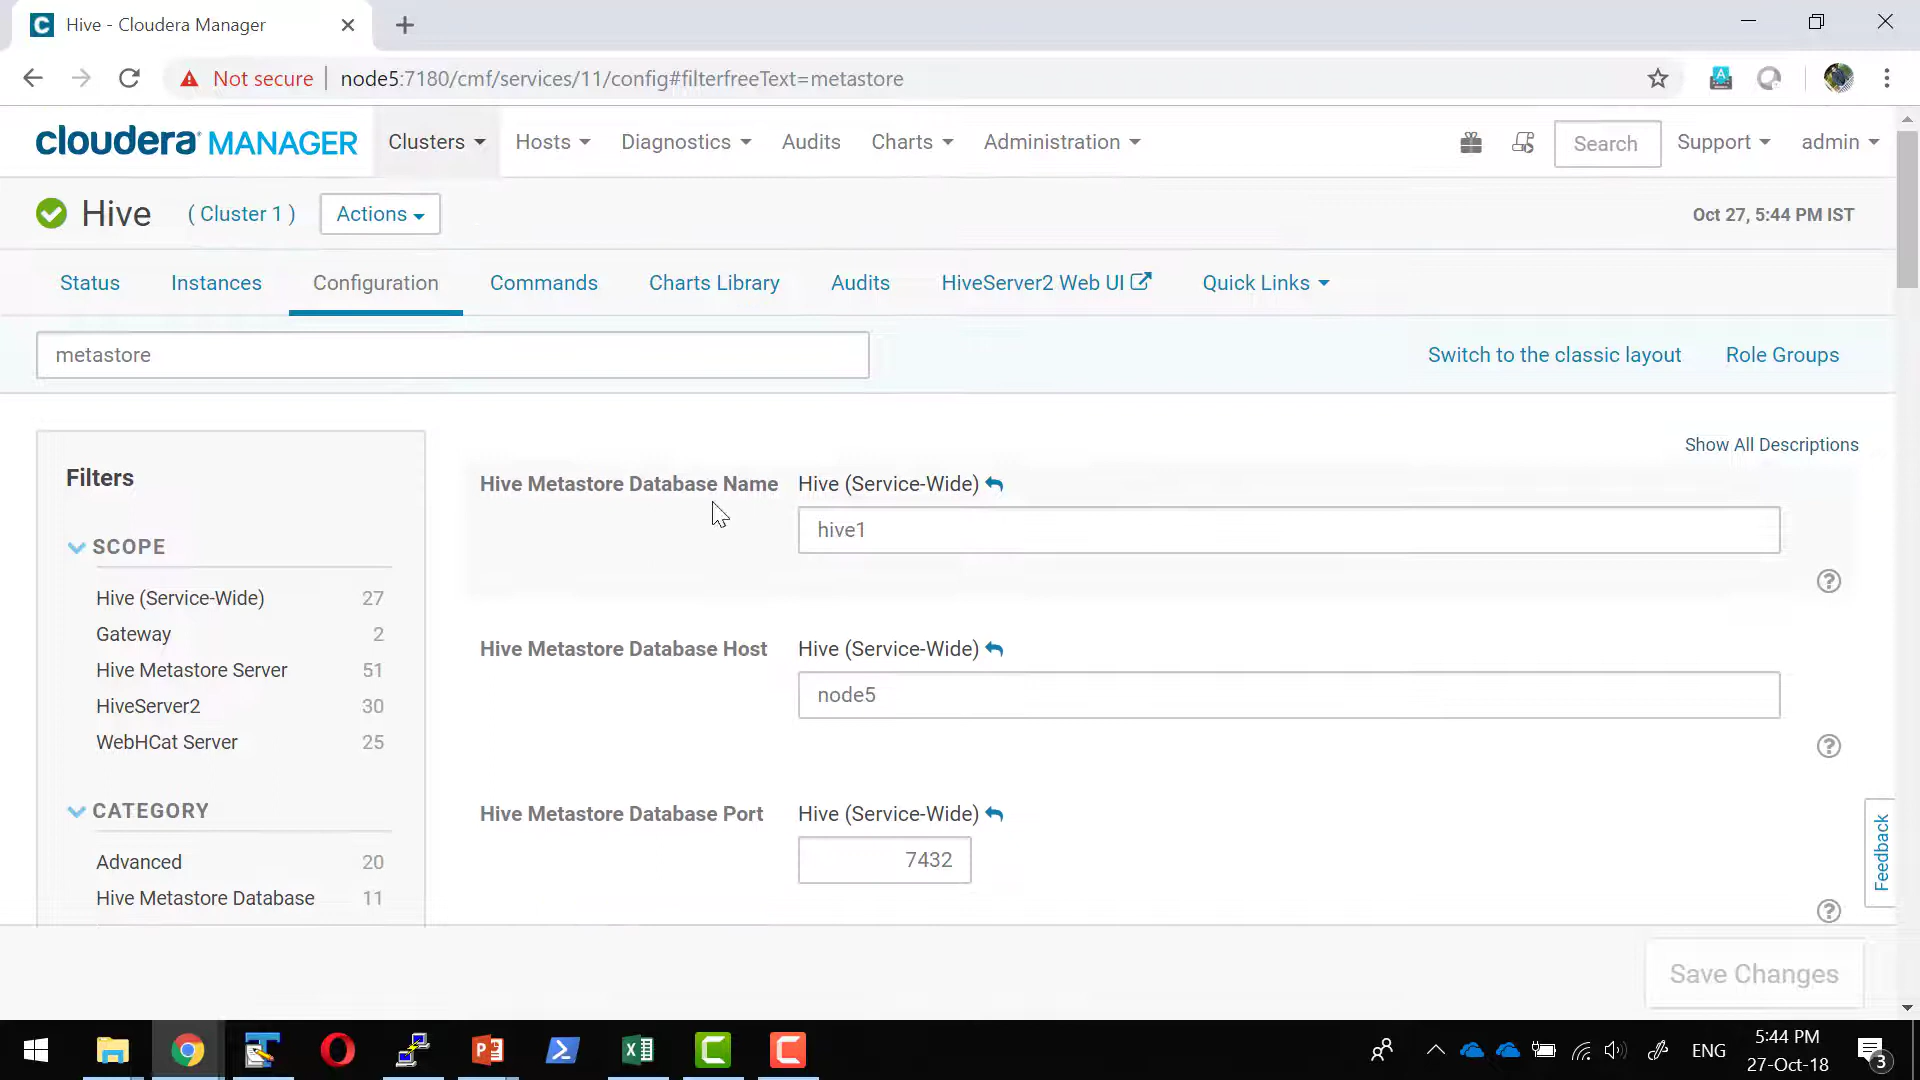 Hive - Cloudera Manager
Not secure node5:7180/cmf/services/11/config#filterfreeText=metastore
cloudera MANAGER Clusters Hosts Diagnostics Audits Charts Administration Search Support admin
Hive ( Cluster 1 ) Actions Oct 27, 5:44 PM IST
Status Instances Configuration Commands Charts Library Audits HiveServer2 Web UI Quick Links
metastore Switch to the classic layout Role Groups
Show All Descriptions
Filters
SCOPE
Hive (Service-Wide) 27
Gateway 2
Hive Metastore Server 51
HiveServer2 30
WebHCat Server 25
CATEGORY
Advanced 20
Hive Metastore Database 11
Hive Metastore Database Name Hive (Service-Wide)
hive1
Hive Metastore Database Host Hive (Service-Wide)
node5
Hive Metastore Database Port Hive (Service-Wide)
7432
Feedback
Save Changes
ENG 5:44 PM
27-Oct-18 3